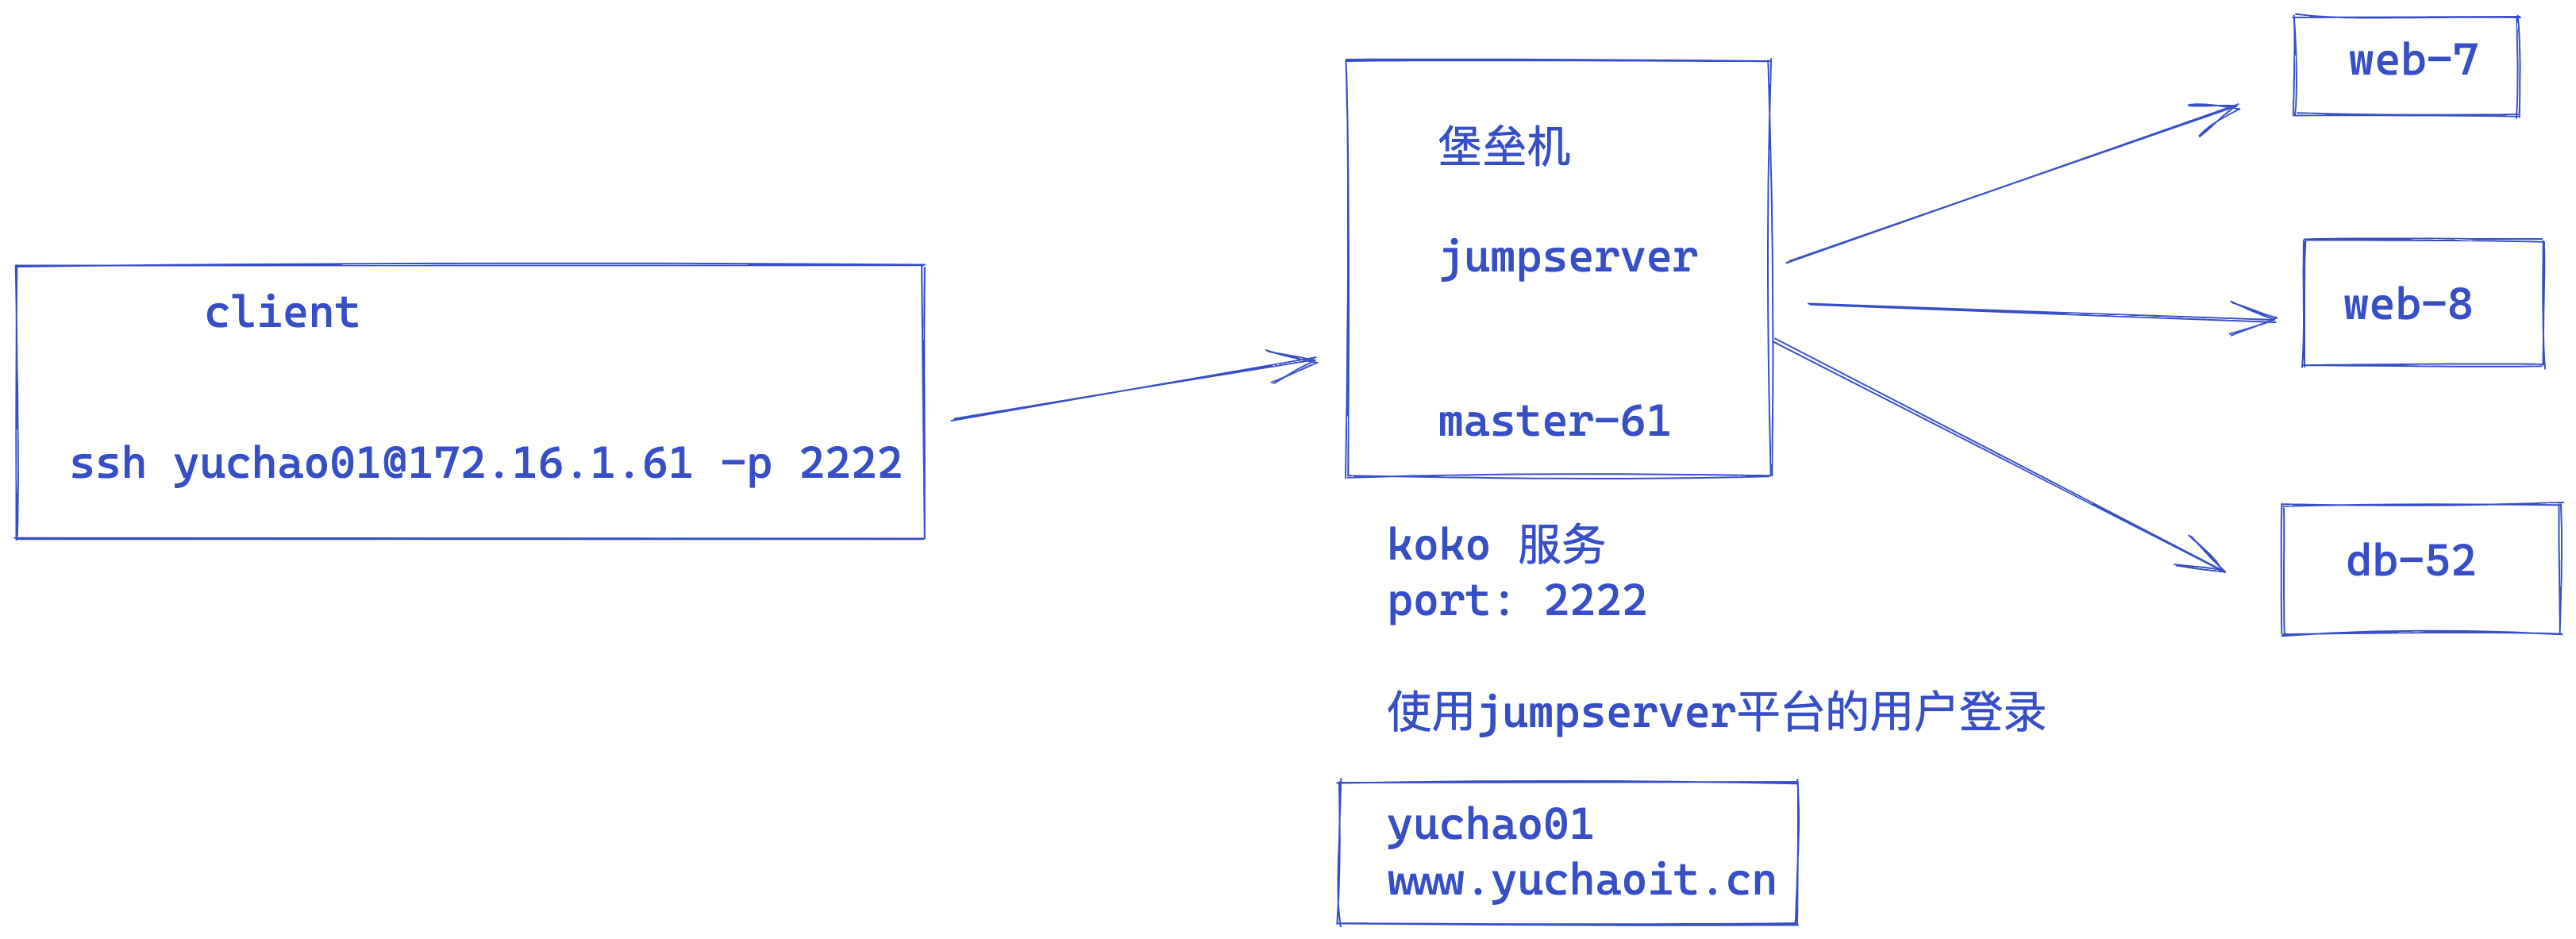 client
ssh yuchao01@172.16.1.61 -p 2222
堡垒机
jumpserver
master-61
koko 服务
port: 2222
使用jumpserver平台的用户登录
yuchao01
www.yuchaoit.cn
web-7
web-8
db-52